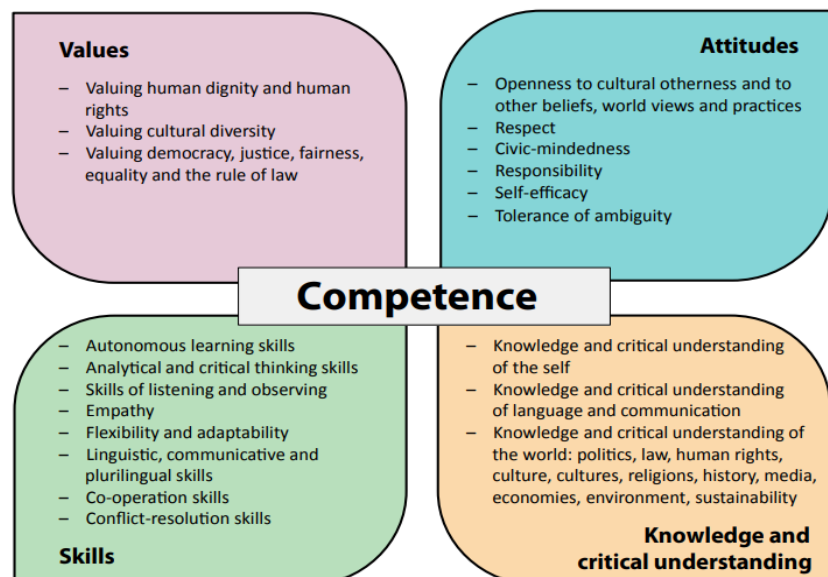 Values
– Valuing human dignity and human
rights
– Valuing cultural diversity
– Valuing democracy, justice, fairness,
equality and the rule of law
Attitudes
– Openness to cultural otherness and to
other beliefs, world views and practices
– Respect
– Civic-mindedness
– Responsibility
– Self-efficacy
– Tolerance of ambiguity
Competence
– Autonomous learning skills
– Analytical and critical thinking skills
– Skills of listening and observing
– Empathy
– Flexibility and adaptability
– Linguistic, communicative and
plurilingual skills
– Co-operation skills
– Conflict-resolution skills
Skills
– Knowledge and critical understanding
of the self
– Knowledge and critical understanding
of language and communication
– Knowledge and critical understanding of
the world: politics, law, human rights,
culture, cultures, religions, history, media,
economies, environment, sustainability
Knowledge and
critical understanding